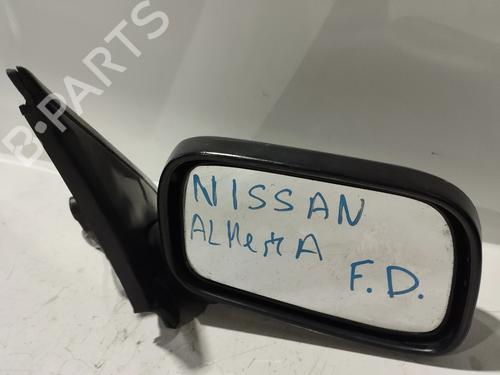 B-PARTS
NISSAN
ALMeRA
F.D.